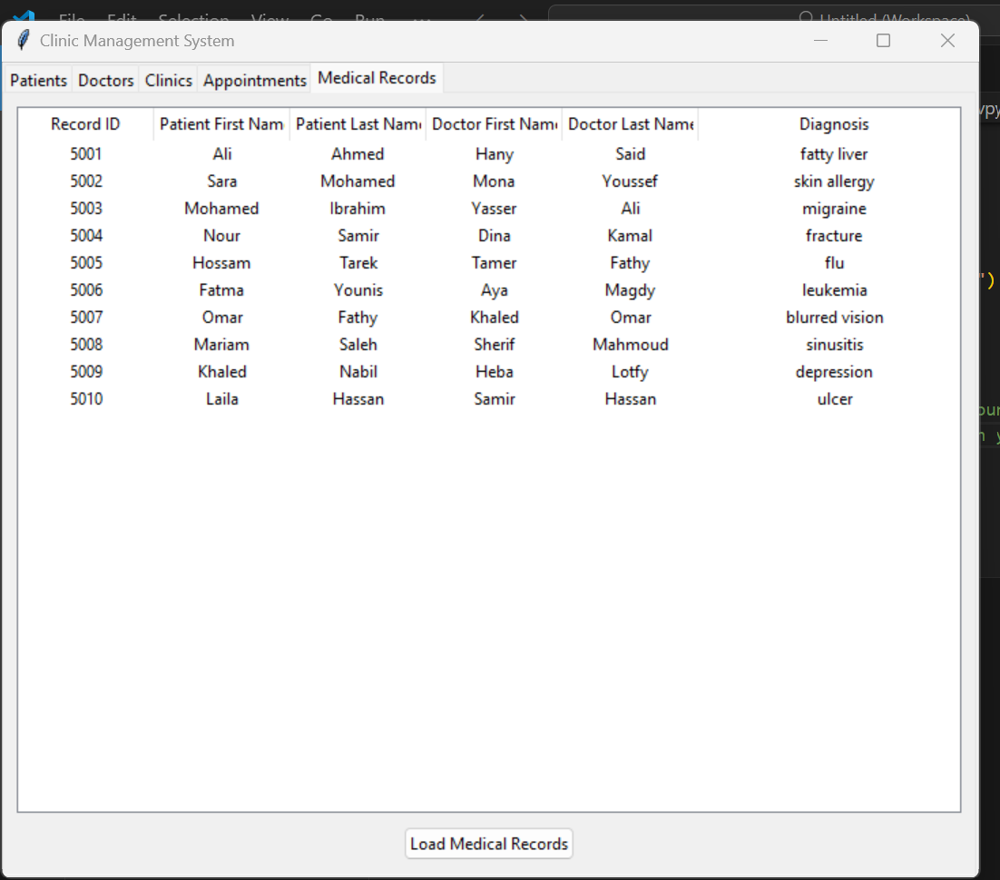 File Edit Selection View Go Run ... Untitled (Workspace)
Clinic Management System
Patients Doctors Clinics Appointments Medical Records
Record ID Patient First Nam Patient Last Nam Doctor First Nam Doctor Last Name Diagnosis
5001 Ali Ahmed Hany Said fatty liver
5002 Sara Mohamed Mona Youssef skin allergy
5003 Mohamed Ibrahim Yasser Ali migraine
5004 Nour Samir Dina Kamal fracture
5005 Hossam Tarek Tamer Fathy flu
5006 Fatma Younis Aya Magdy leukemia
5007 Omar Fathy Khaled Omar blurred vision
5008 Mariam Saleh Sherif Mahmoud sinusitis
5009 Khaled Nabil Heba Lotfy depression
5010 Laila Hassan Samir Hassan ulcer
Load Medical Records